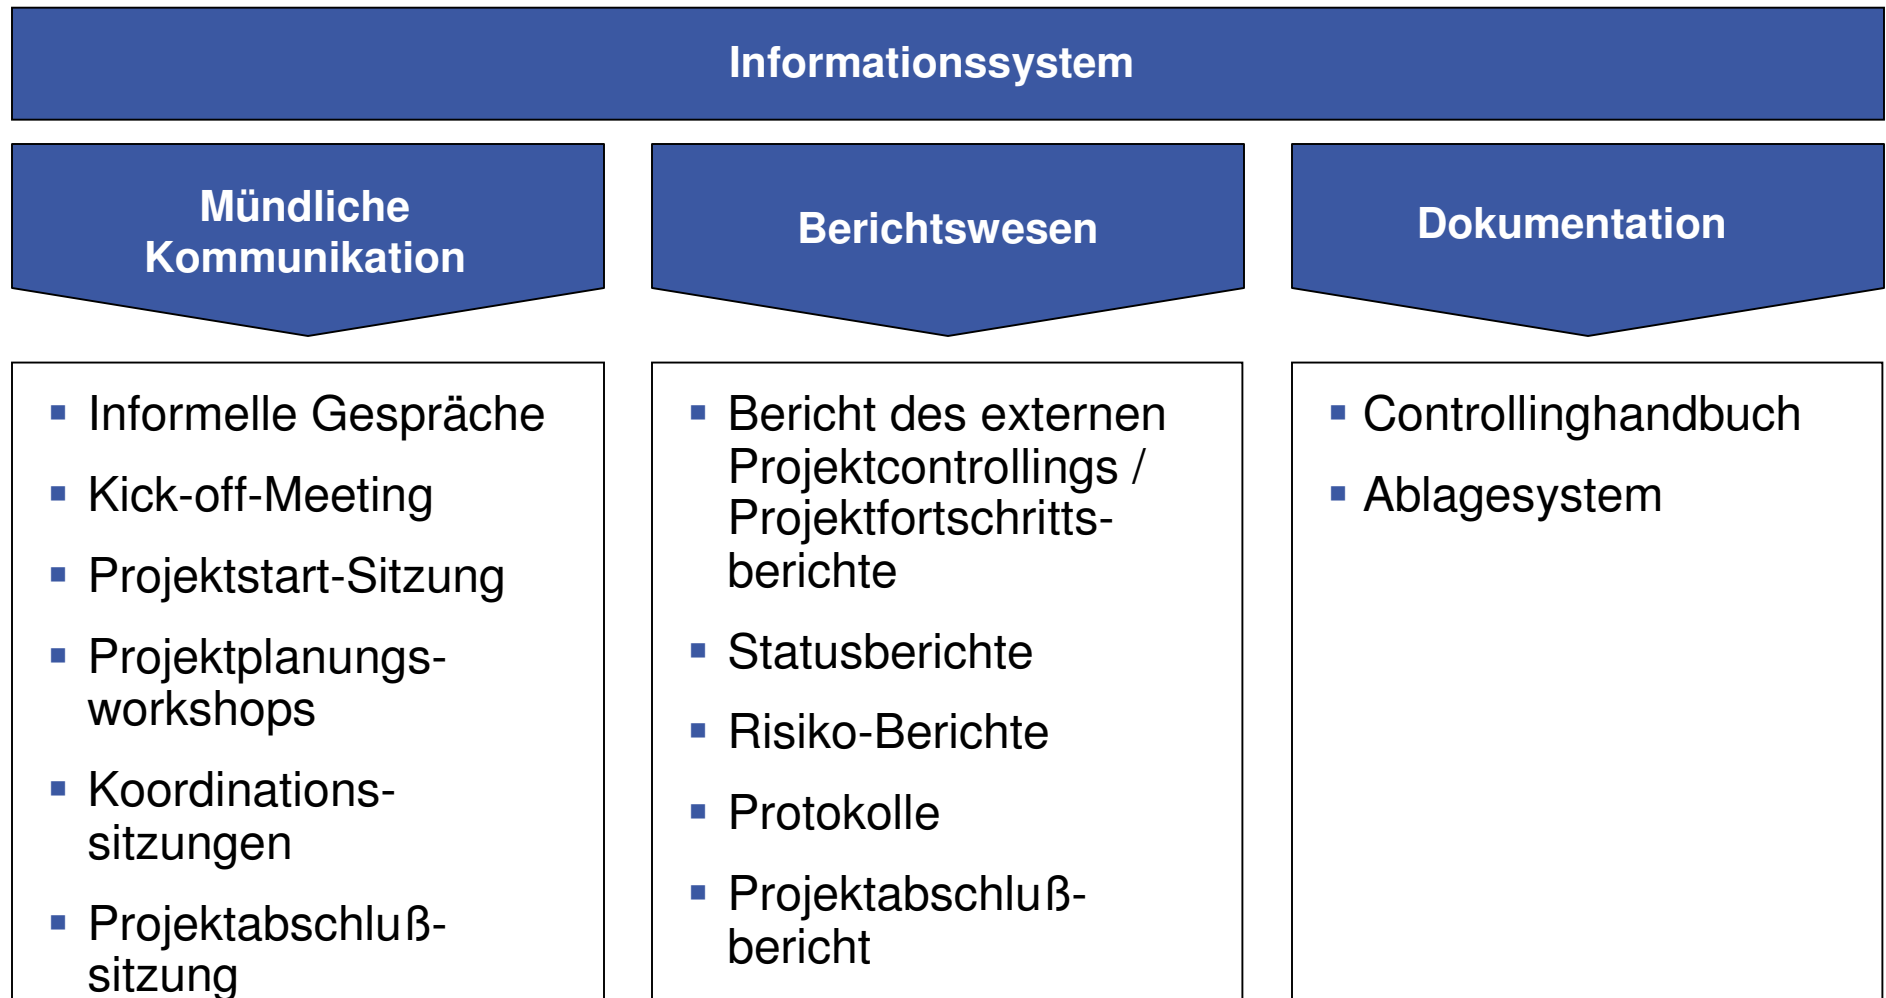 Informationssystem
Mündliche
Kommunikation
Berichtswesen
Dokumentation
Informelle Gespräche
Kick-off-Meeting
Projektstart-Sitzung
Projektplanungs-
workshops
Koordinations-
sitzungen
Projektabschluß-
sitzung
Bericht des externen
Projektcontrollings /
Projektfortschritts-
berichte
Statusberichte
Risiko-Berichte
Protokolle
Projektabschluß-
bericht
Controllinghandbuch
Ablagesystem